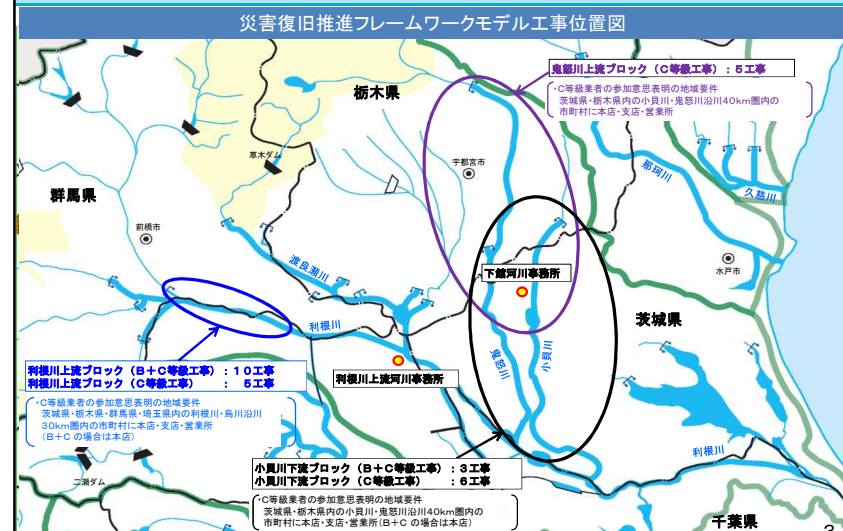 災害復旧推進フレームワークモデル工事位置図
鬼怒川上流ブロック（C等級工事）：5工事
・C等級業者の参加意思表明の地域要件
茨城県・栃木県内の小貝川・鬼怒川沿川40km圏内の
市町村に本店・支店・営業所
栃木県
草木ダム
宇都宮市
那珂川
久慈川
群馬県
前橋市
渡良瀬川
下館河川事務所
水戸市
茨城県
利根川
鬼怒川
小貝川
利根川上流ブロック（B＋C等級工事）：10工事
利根川上流ブロック（C等級工事）　：　5工事
利根川上流河川事務所
・C等級業者の参加意思表明の地域要件
茨城県・栃木県・群馬県・埼玉県内の利根川・烏川沿川
30km圏内の市町村に本店・支店・営業所
（B＋Cの場合は本店）
利根川
二瀬ダム
小貝川下流ブロック（B＋C等級工事）：3工事
小貝川下流ブロック（C等級工事）　：　6工事
・C等級業者の参加意思表明の地域要件
茨城県・栃木県内の小貝川・鬼怒川沿川40km圏内の
市町村に本店・支店・営業所（B＋Cの場合は本店）
千葉県
3